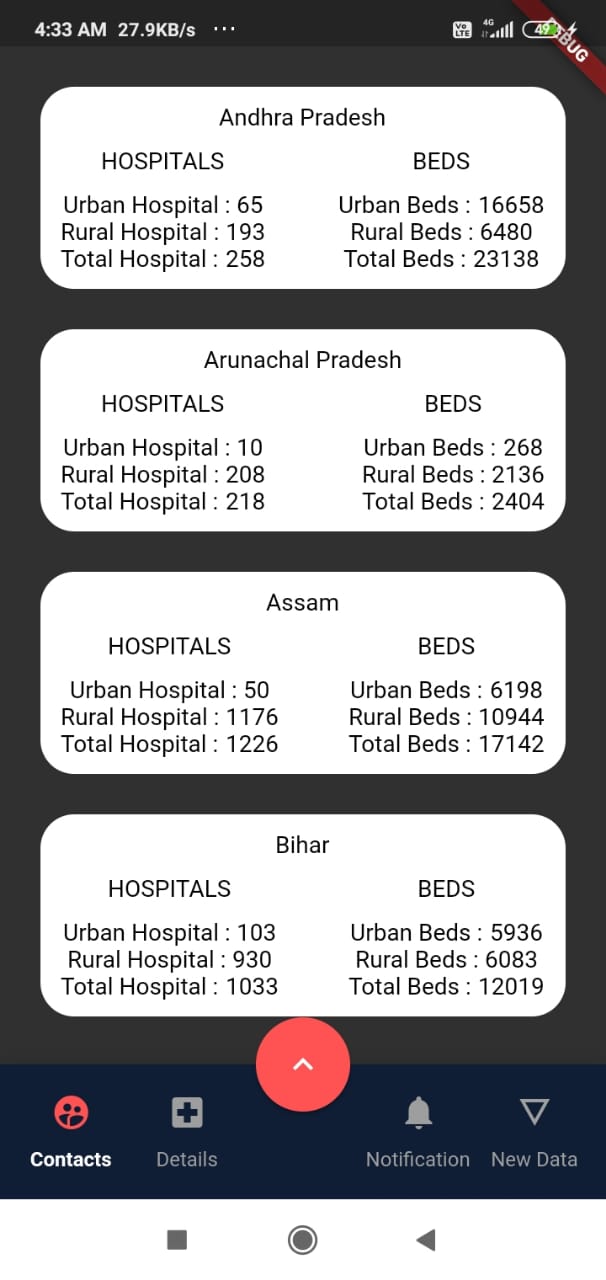 4:33 AM 27.9KB/s ...
Vo LTE 4G 49
DEBUG
Andhra Pradesh
HOSPITALS BEDS
Urban Hospital : 65 Urban Beds : 16658
Rural Hospital : 193 Rural Beds : 6480
Total Hospital : 258 Total Beds : 23138
Arunachal Pradesh
HOSPITALS BEDS
Urban Hospital : 10 Urban Beds : 268
Rural Hospital : 208 Rural Beds : 2136
Total Hospital : 218 Total Beds : 2404
Assam
HOSPITALS BEDS
Urban Hospital : 50 Urban Beds : 6198
Rural Hospital : 1176 Rural Beds : 10944
Total Hospital : 1226 Total Beds : 17142
Bihar
HOSPITALS BEDS
Urban Hospital : 103 Urban Beds : 5936
Rural Hospital : 930 Rural Beds : 6083
Total Hospital : 1033 Total Beds : 12019
Contacts Details Notification New Data